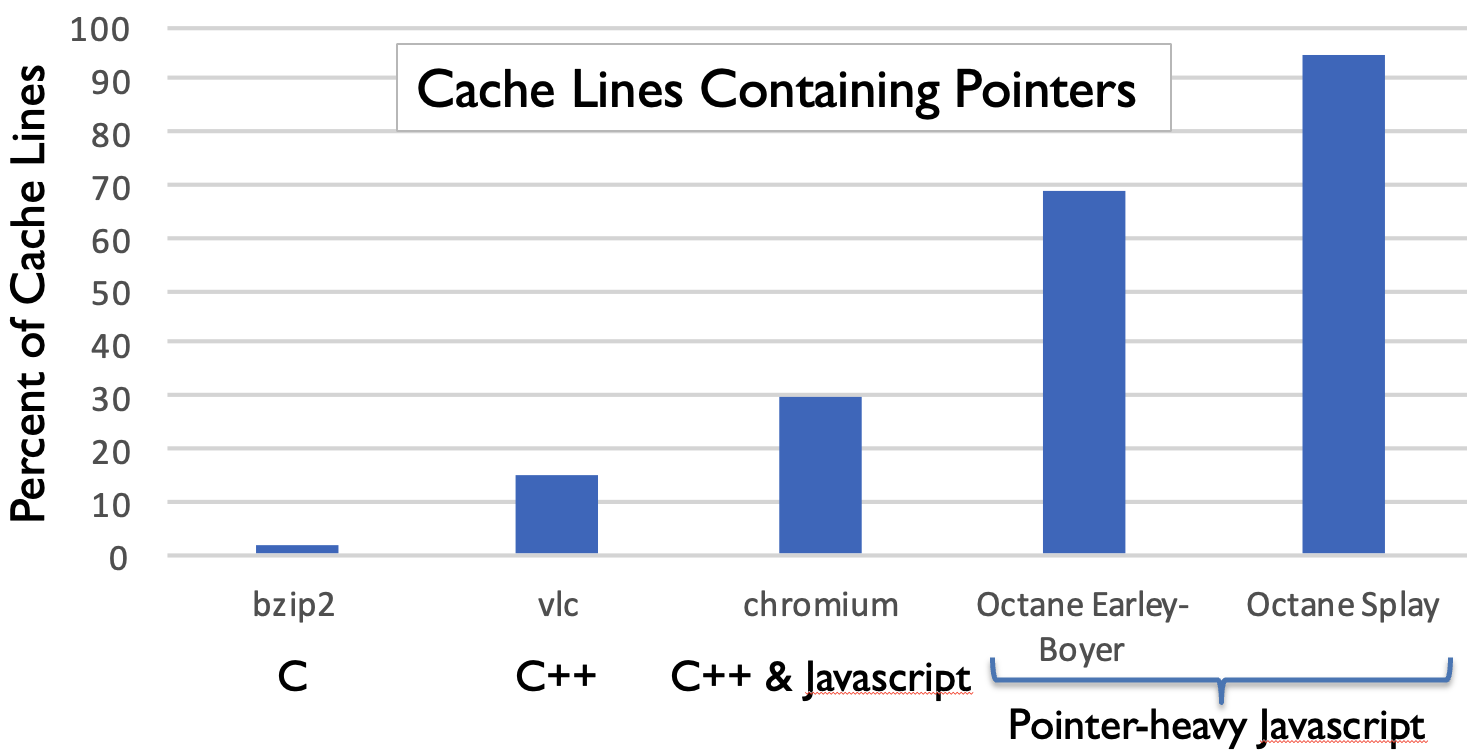 Cache Lines Containing Pointers
Percent of Cache Lines
100
90
80
70
60
50
40
30
20
10
0
bzip2
vlc
chromium
Octane Earley-
Boyer
Octane Splay
C
C++
C++ & Javascript
Pointer-heavy Javascript